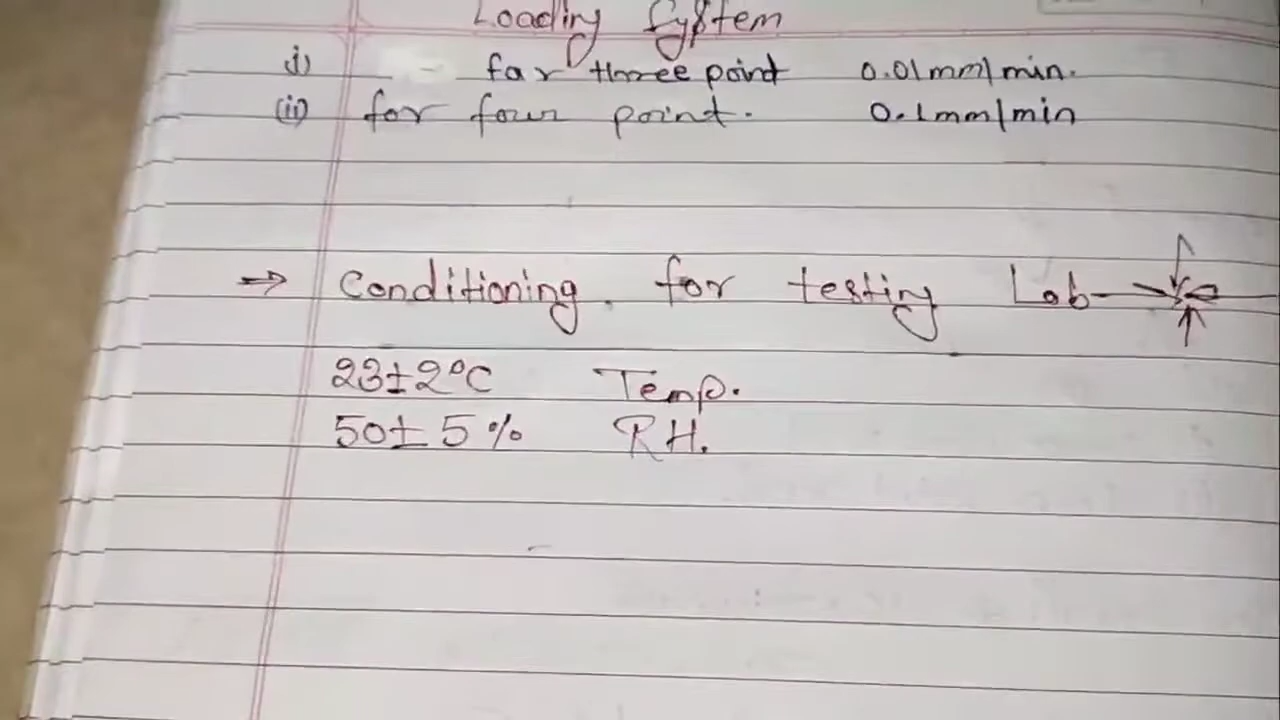 Loading System
i) for three point 0.01mm/min.
(ii) for four point. 0.1mm/min
⇒ Conditioning for testing Lab
23±2°C Temp.
50±5% RH.